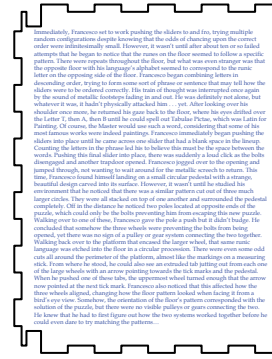 Immediately, Francesco set to work pushing the sliders to and fro, trying multiple
random configurations despite knowing that the odds of chancing upon the correct
order were infinitesimally small. However, it wasn't until after about ten or so failed
attempts that he began to notice that the runes on the floor seemed to follow a specific
pattern. There were repeats throughout the floor, but what was even stranger was that
the opposite floor with his language's alphabet seemed to correspond to the runic
letter on the opposing side of the floor. Francesco began combining letters in
descending order, trying to form some sort of phrase or sentence that may tell how the
sliders were to be ordered correctly. His train of thought was interrupted once again
by the sound of metallic footsteps fading in and out. He was definitely not alone, but
whatever it was, it hadn't physically attacked him . . . yet. After looking over his
shoulder once more, he returned his gaze back to the floor, where his eyes drifted over
the Letter T, then A, then B until he could spell out Tabulae Pictae, which was Latin for
Painting. Of course, the Master would use such a word, considering that some of his
most famous works were indeed paintings. Francesco immediately began pushing the
sliders into place until he came across one slider that had a blank space in the lineup.
Counting the letters in the phrase led his to believe this must be the space between the
words. Pushing this final slider into place, there was suddenly a loud click as the bolts
disengaged and another trapdoor opened. Francesco jogged over to the opening and
jumped through, not wanting to wait around for the metallic screech to return. This
time, Francesco found himself landing on a small circular pedestal with a strange,
beautiful design carved into its surface. However, it wasn't until he studied his
environment that he noticed that there was a similar pattern cut out of three much
larger circles. They were all stacked on top of one another and surrounded the pedestal
completely. Off in the distance he noticed two poles located at opposite ends of the
puzzle, which could only be the bolts preventing him from escaping this new puzzle.
Walking over to one of those, Francesco gave the pole a push but it didn't budge. He
concluded that somehow the three wheels were preventing the bolts from being
opened, yet there was no sign of a pulley or gear system connecting the two together.
Walking back over to the platform that encased the larger wheel, that same runic
language was etched into the floor in a circular procession. There were even some odd
cuts all around the perimeter of the platform, almost like the markings on a measuring
stick. From where he stood, he could also see an extruded tab jutting out from each one
of the large wheels with an arrow pointing towards the tick marks and the pedestal.
When he pushed one of these tabs, the uppermost wheel turned enough that the arrow
now pointed at the next tick mark. Francesco also noticed that this affected how the
three wheels aligned, changing how the floor pattern looked when facing it from a
bird's eye view. Somehow, the orientation of the floor's pattern corresponded with the
solution of the puzzle, but there were no visible pulleys or gears connecting the two.
He knew that he had to first figure out how the two systems worked together before he
could even dare to try matching the patterns…